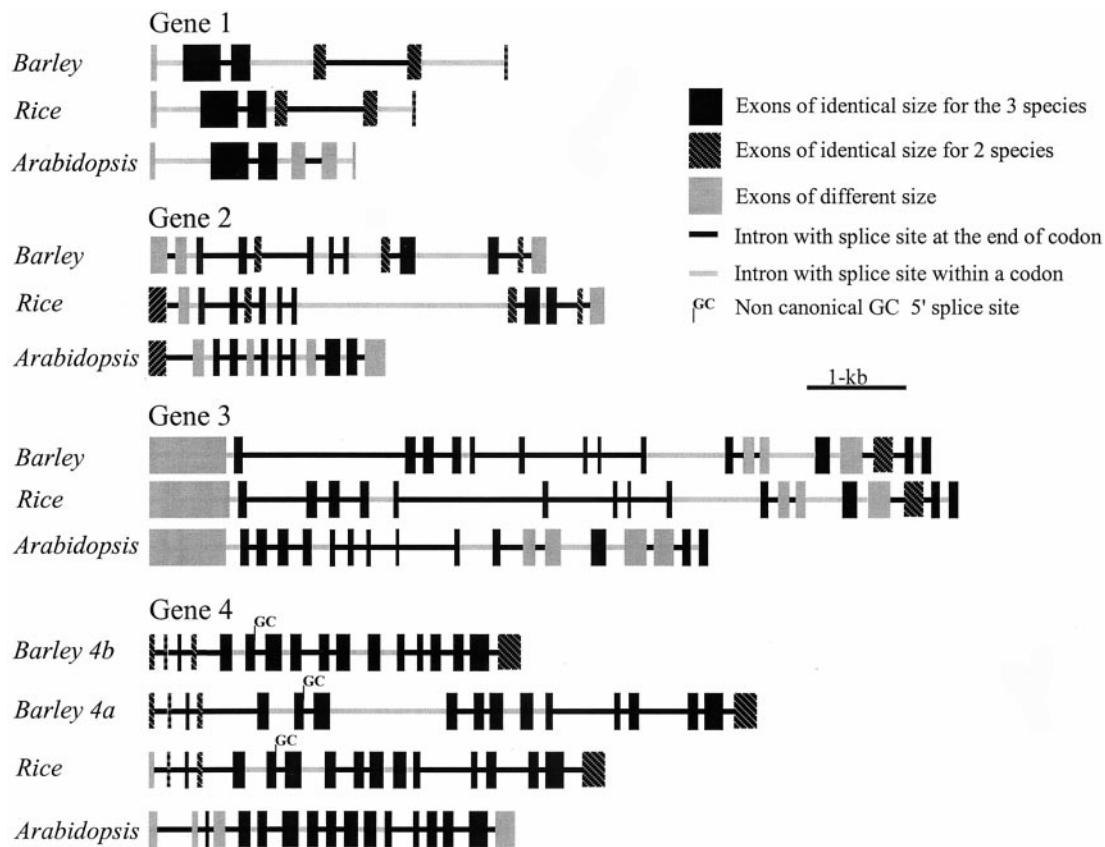 Gene 1
Barley
Rice
Arabidopsis
Exons of identical size for the 3 species
Exons of identical size for 2 species
Exons of different size
Intron with splice site at the end of codon
Intron with splice site within a codon
GC Non canonical GC 5' splice site
1-kb
Gene 2
Barley
Rice
Arabidopsis
Gene 3
Barley
Rice
Arabidopsis
Gene 4
GC
Barley 4b
GC
Barley 4a
GC
Rice
Arabidopsis